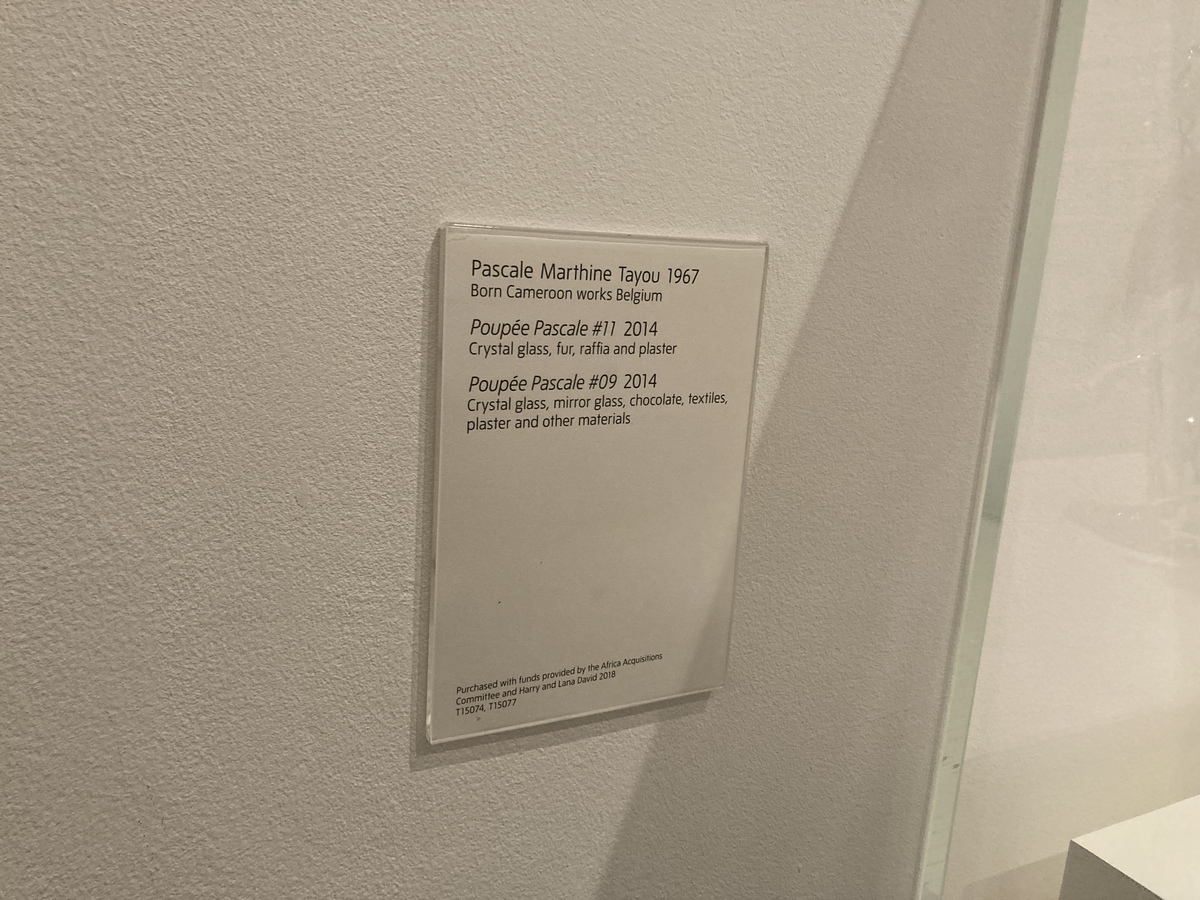 Pascale Marthine Tayou 1967
Born Cameroon works Belgium
Poupée Pascale #11 2014
Crystal glass, fur, raffia and plaster
Poupée Pascale #09 2014
Crystal glass, mirror glass, chocolate, textiles,
plaster and other materials
Purchased with funds provided by the Africa Acquisitions
Committee and Harry and Lana David 2018
T15074, T15077